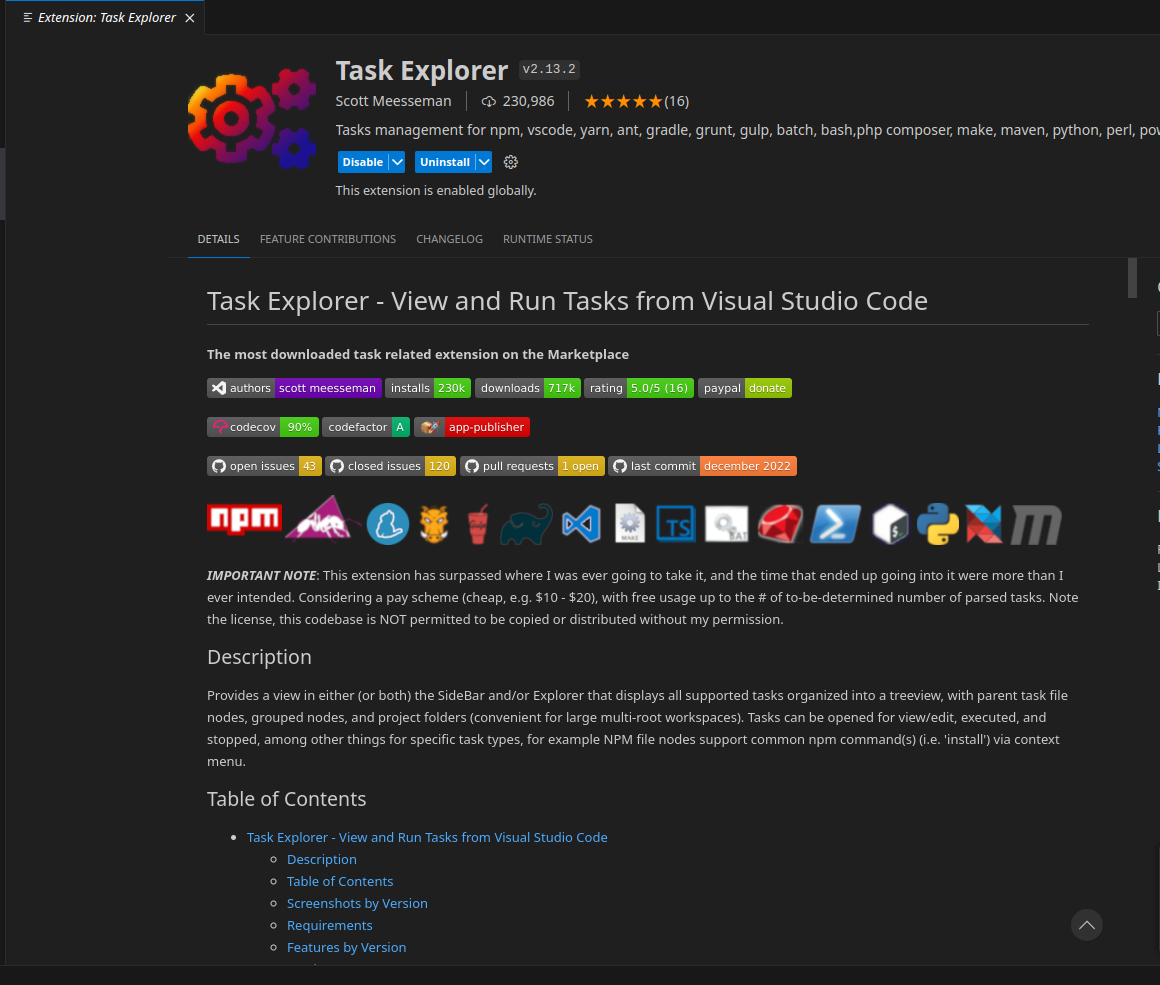 Extension: Task Explorer
Task Explorer v2.13.2
Scott Meesseman 230,986 (16)
Tasks management for npm, vscode, yarn, ant, gradle, grunt, gulp, batch, bash,php composer, make, maven, python, perl,
Disable Uninstall
This extension is enabled globally.
DETAILS FEATURE CONTRIBUTIONS CHANGELOG RUNTIME STATUS
Task Explorer - View and Run Tasks from Visual Studio Code
The most downloaded task related extension on the Marketplace
authors scott meesseman installs 230k downloads 717k rating 5.0/5 (16) paypal donate
codecov 90% codefactor A app-publisher
open issues 43 closed issues 120 pull requests 1 open last commit december 2022
npm MAKE TS BAT m
IMPORTANT NOTE: This extension has surpassed where I was ever going to take it, and the time that ended up going into it were more than I
ever intended. Considering a pay scheme (cheap, e.g. $10 - $20), with free usage up to the # of to-be-determined number of parsed tasks. Note
the license, this codebase is NOT permitted to be copied or distributed without my permission.
Description
Provides a view in either (or both) the SideBar and/or Explorer that displays all supported tasks organized into a treeview, with parent task file
nodes, grouped nodes, and project folders (convenient for large multi-root workspaces). Tasks can be opened for view/edit, executed, and
stopped, among other things for specific task types, for example NPM file nodes support common npm command(s) (i.e. 'install') via context
menu.
Table of Contents
Task Explorer - View and Run Tasks from Visual Studio Code
Description
Table of Contents
Screenshots by Version
Requirements
Features by Version